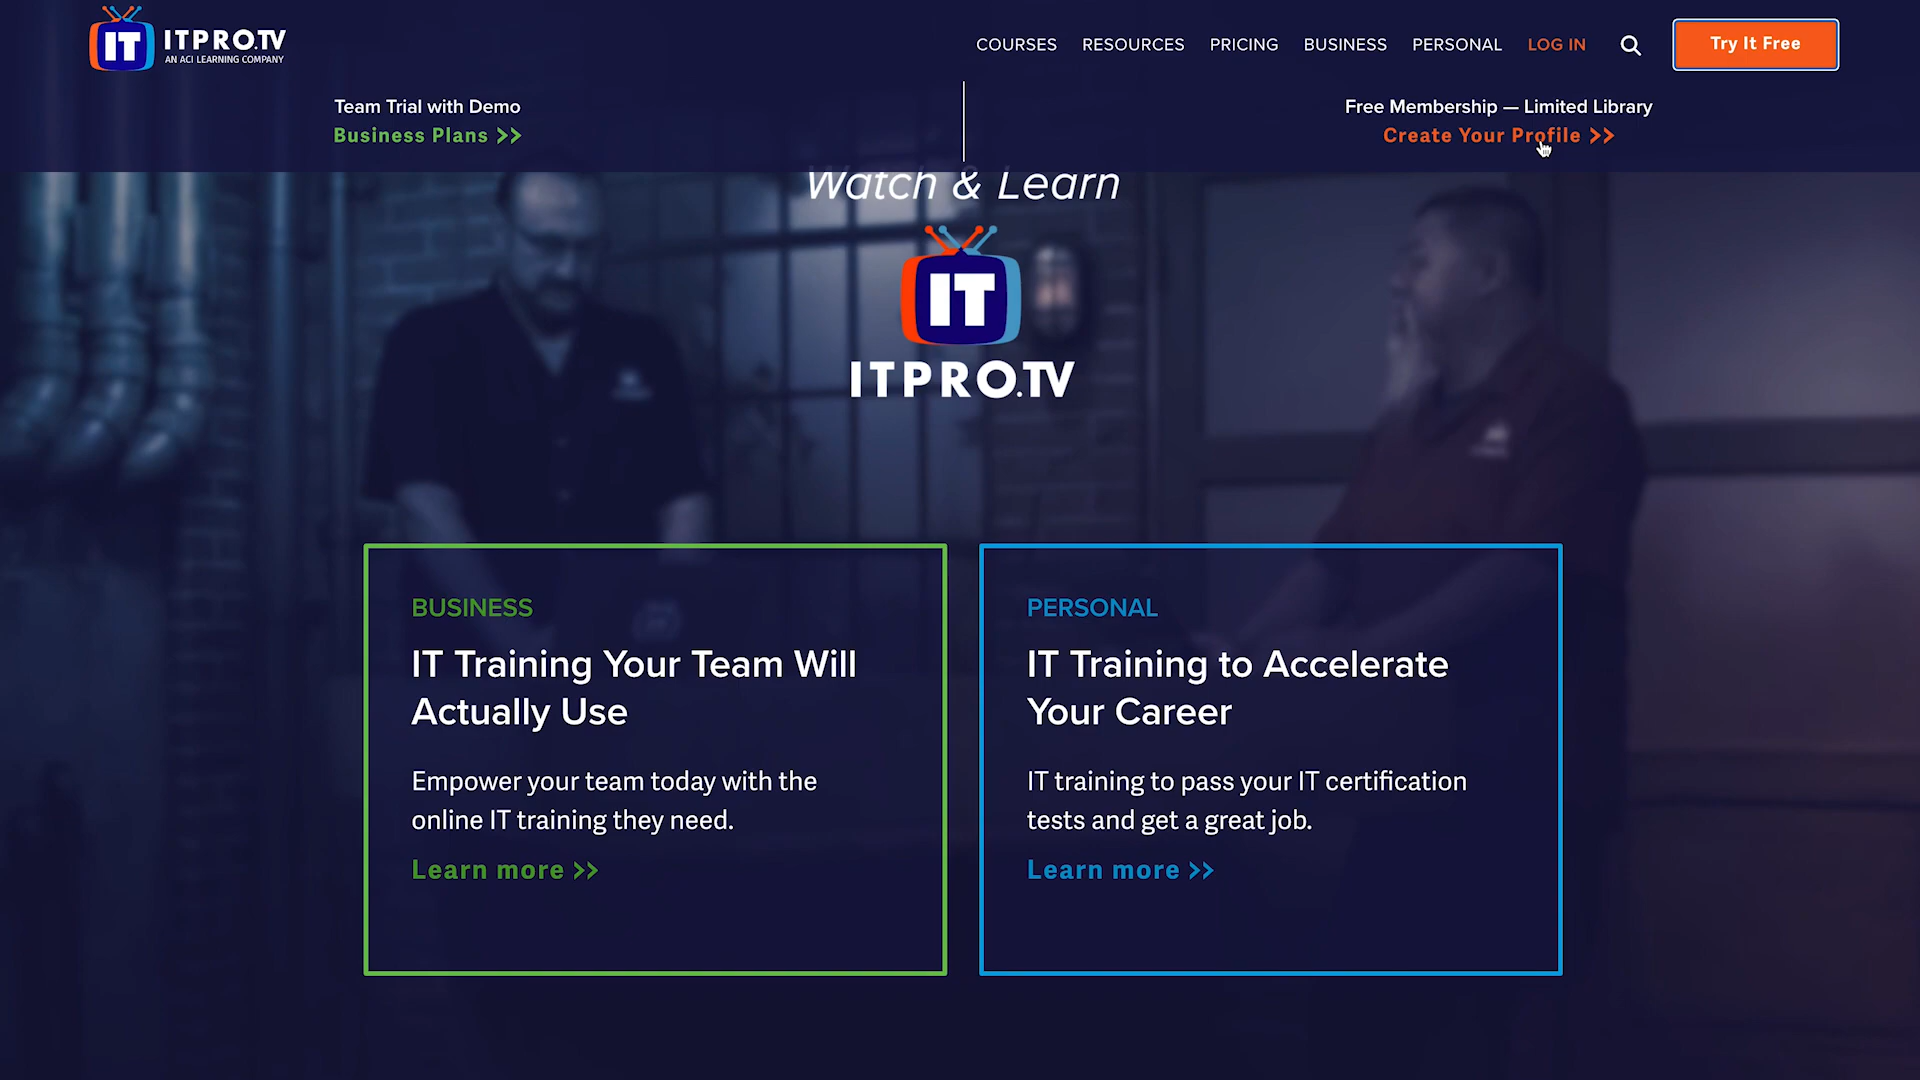 IT ITPRO.TV
AN ACI LEARNING COMPANY
COURSES RESOURCES PRICING BUSINESS PERSONAL LOG IN Try It Free
Team Trial with Demo
Business Plans >>
Free Membership — Limited Library
Create Your Profile >>
Watch & Learn
IT
ITPRO.TV
BUSINESS
IT Training Your Team Will
Actually Use
Empower your team today with the
online IT training they need.
Learn more >>
PERSONAL
IT Training to Accelerate
Your Career
IT training to pass your IT certification
tests and get a great job.
Learn more >>